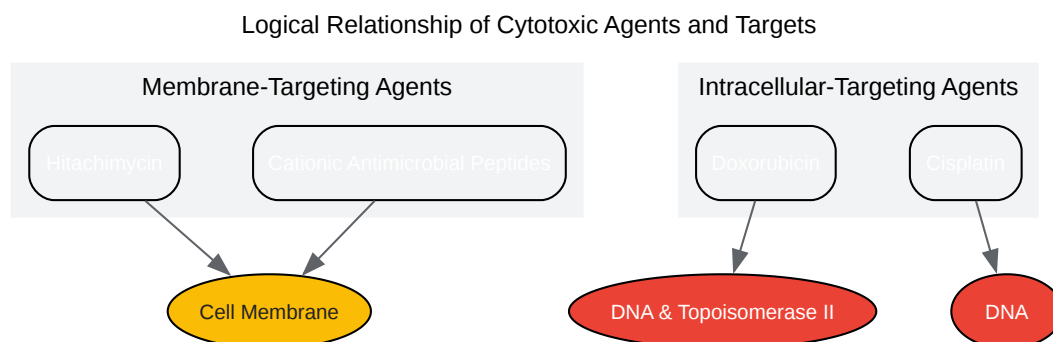 Logical Relationship of Cytotoxic Agents and Targets
Membrane-Targeting Agents
Intracellular-Targeting Agents
Hitachimycin
Cationic Antimicrobial Peptides
Doxorubicin
Cisplatin
Cell Membrane
DNA & Topoisomerase II
DNA